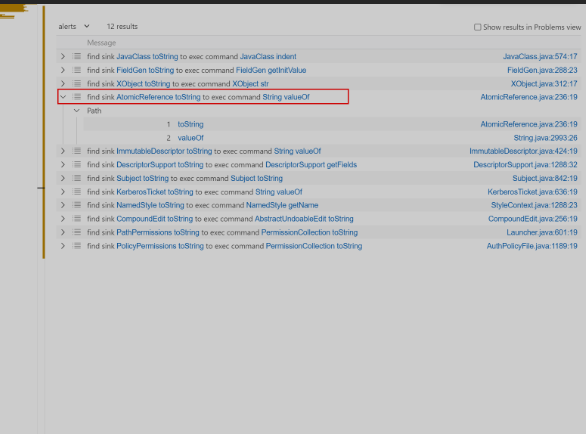 alerts 12 results Show results in Problems view
Message
find sink JavaClass toString to exec command JavaClass indent JavaClass.java:574:17
find sink FieldGen toString to exec command FieldGen getInitValue FieldGen.java:288:23
find sink XObject toString to exec command XObject str XObject.java:312:17
find sink AtomicReference toString to exec command String valueOf AtomicReference.java:236:19
Path
1 toString AtomicReference.java:236:19
2 valueOf String.java:2993:26
find sink ImmutableDescriptor toString to exec command String valueOf ImmutableDescriptor.java:424:19
find sink DescriptorSupport toString to exec command DescriptorSupport getFields DescriptorSupport.java:1288:32
find sink Subject toString to exec command Subject toString Subject.java:842:19
find sink KerberosTicket toString to exec command String valueOf KerberosTicket.java:636:19
find sink NamedStyle toString to exec command NamedStyle getName StyleContext.java:1288:23
find sink CompoundEdit toString to exec command AbstractUndoableEdit toString CompoundEdit.java:256:19
find sink PathPermissions toString to exec command PermissionCollection toString Launcher.java:601:19
find sink PolicyPermissions toString to exec command PermissionCollection toString AuthPolicyFile.java:1189:19